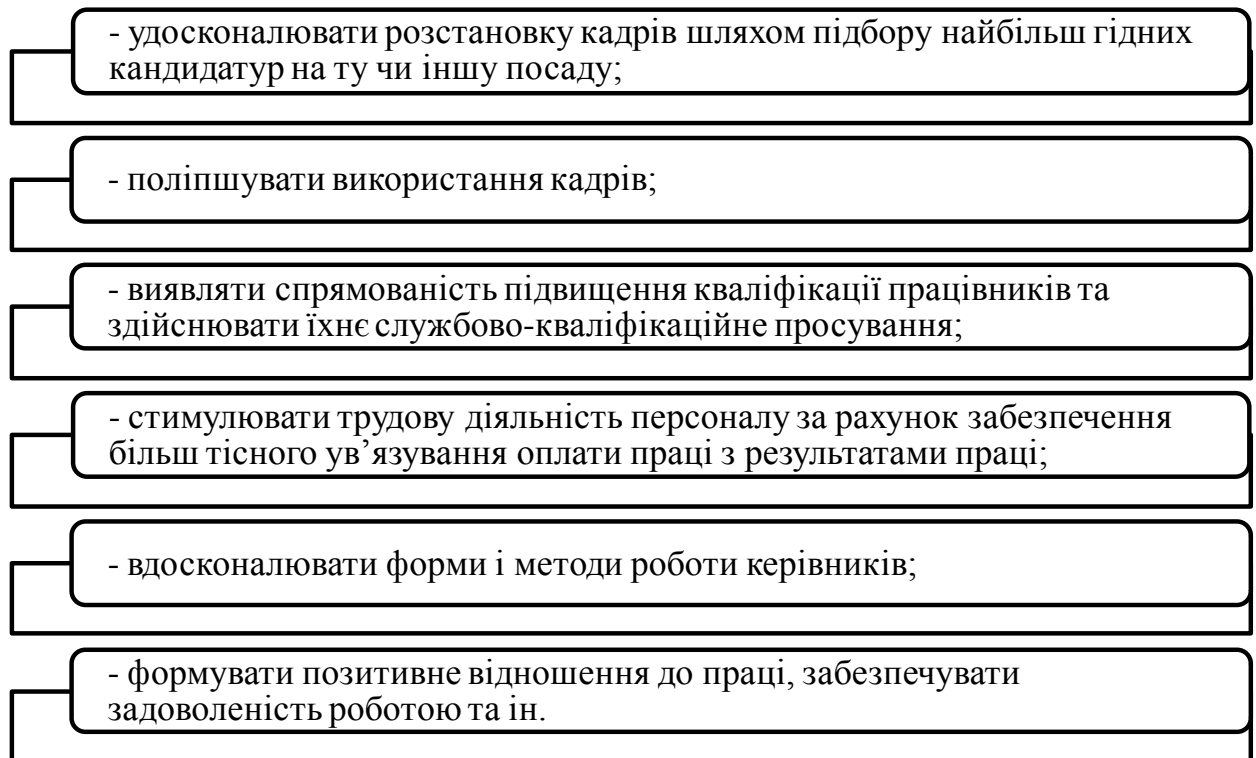 - удосконалювати розстановку кадрів шляхом підбору найбільш гідних
кандидатур на ту чи іншу посаду;
- поліпшувати використання кадрів;
- виявляти спрямованість підвищення кваліфікації працівників та
здійснювати їхнє службово-кваліфікаційне просування;
- стимулювати трудову діяльність персоналу за рахунок забезпечення
більш тісного ув’язування оплати праці з результатами праці;
- вдосконалювати форми і методи роботи керівників;
- формувати позитивне відношення до праці, забезпечувати
задоволеність роботою та ін.